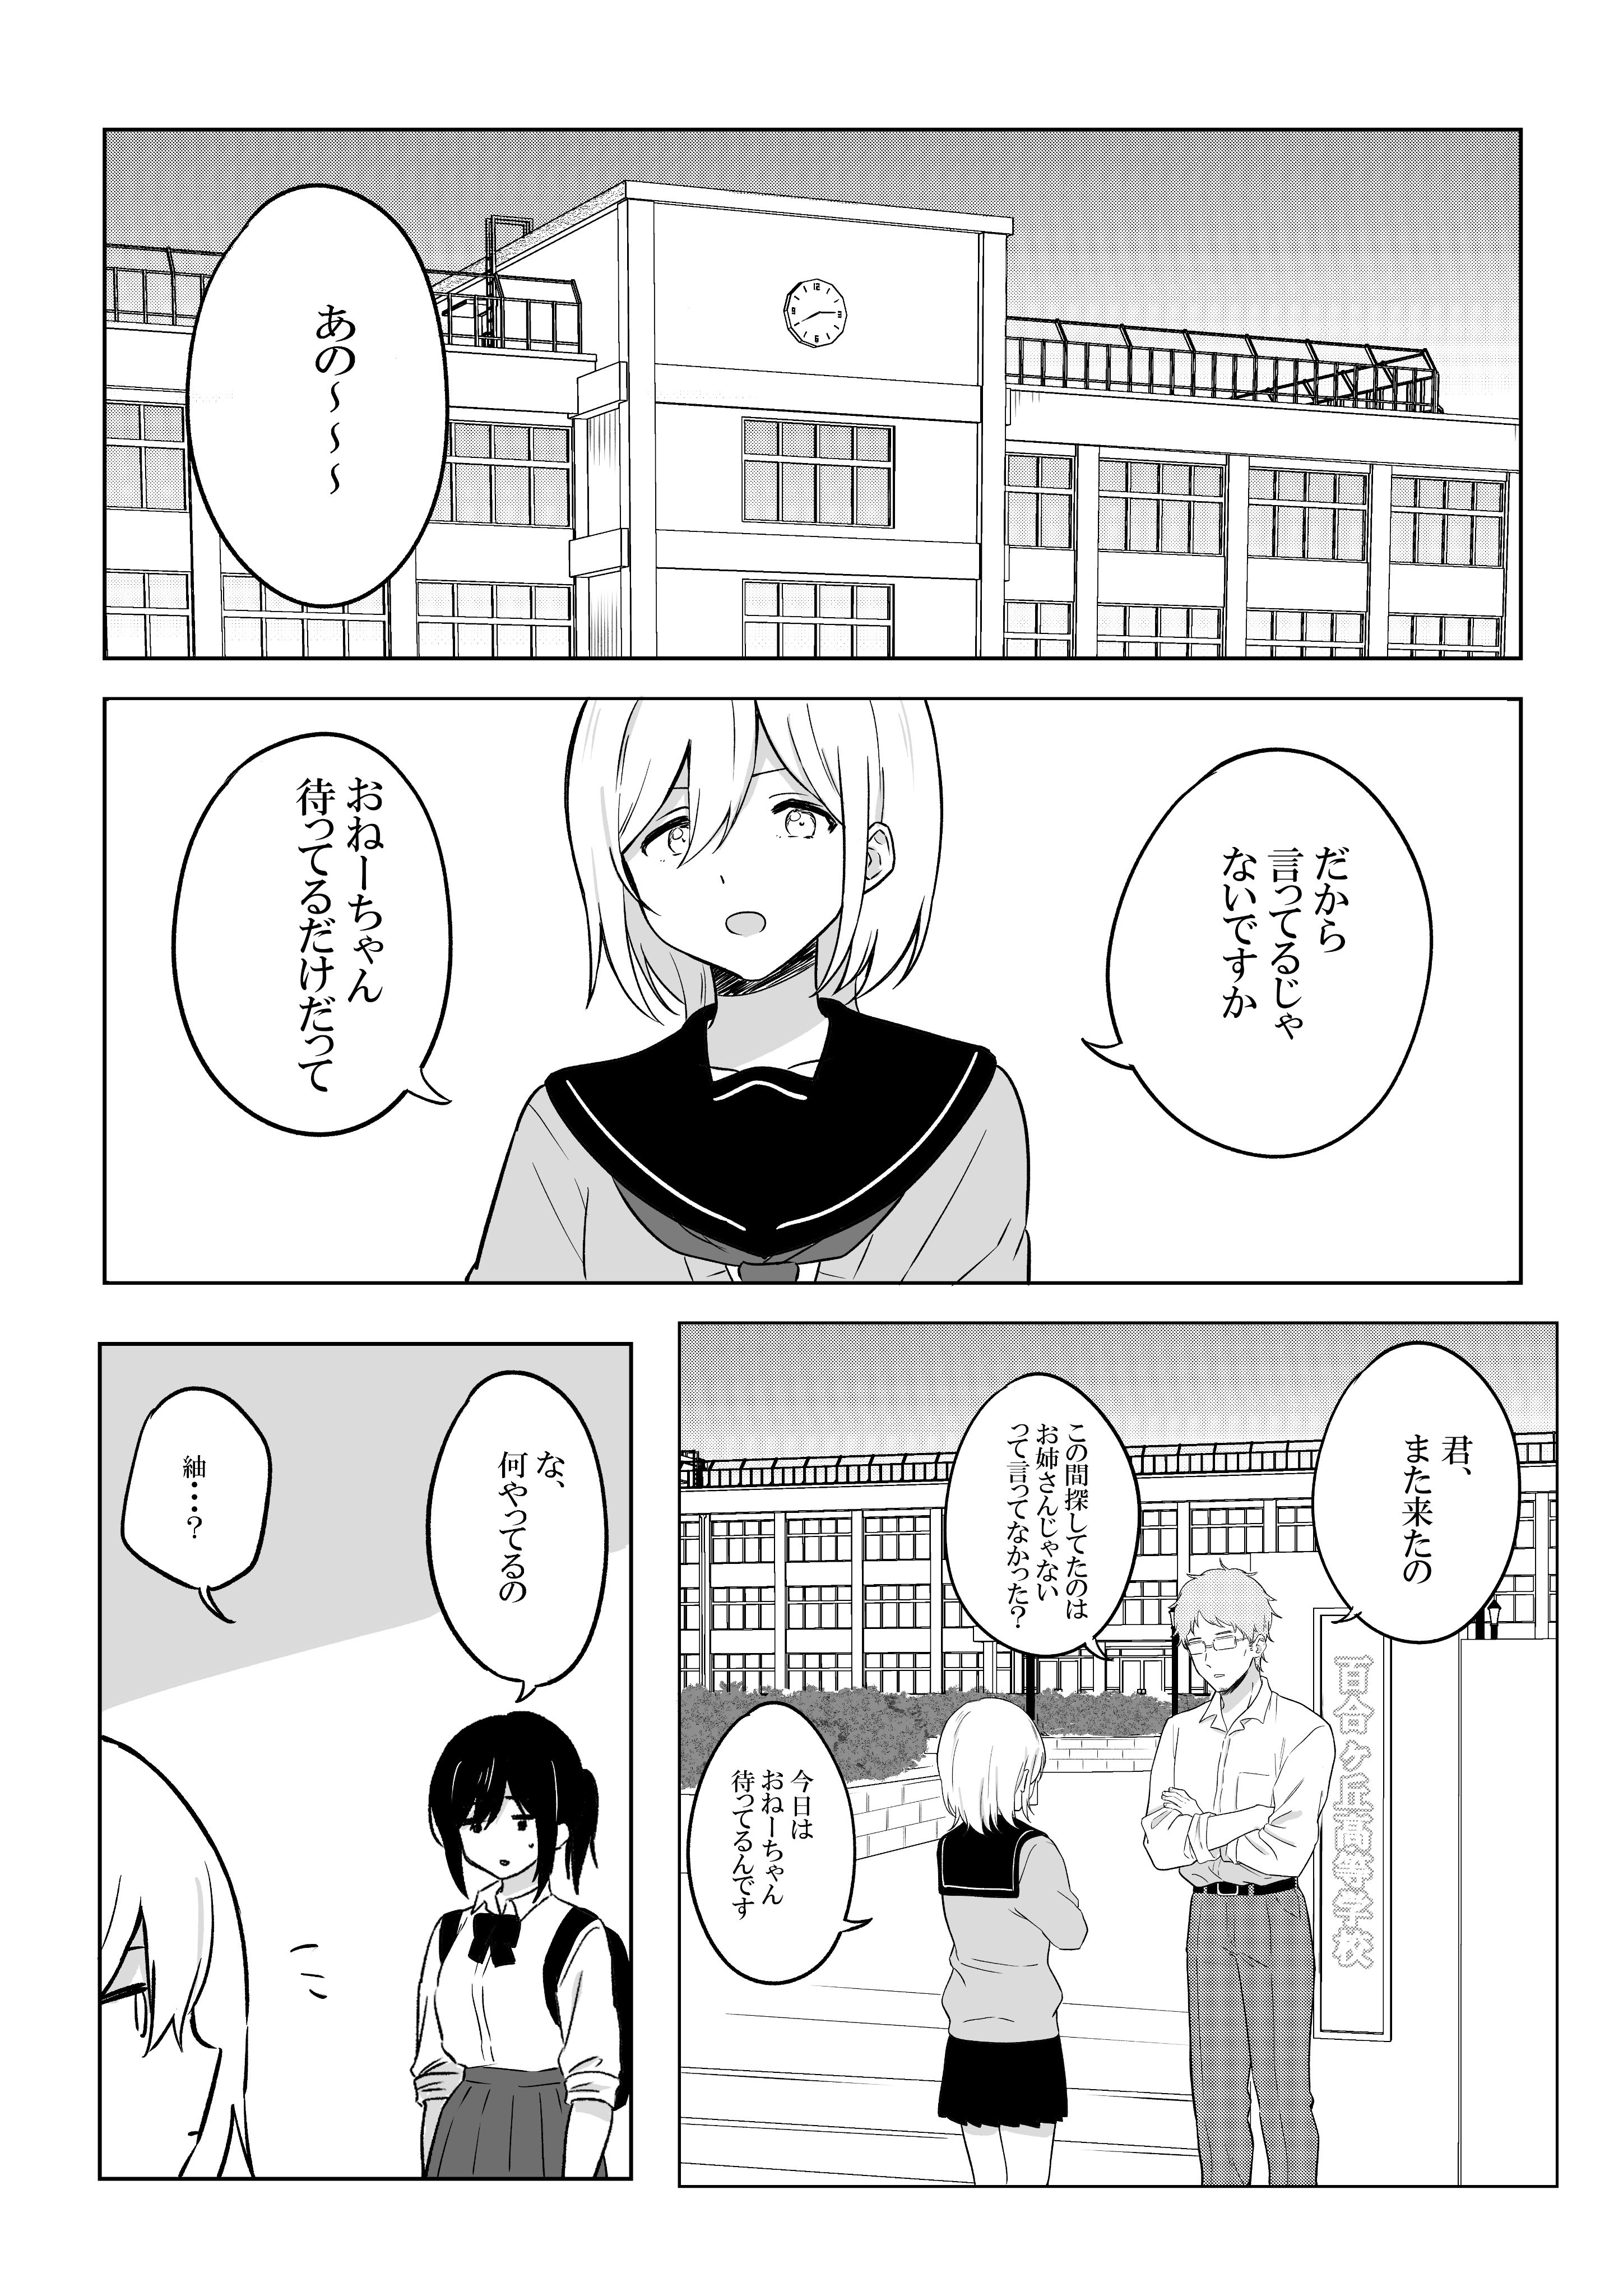 12
3
6
9
あの～～～
だから
言ってるじゃ
ないですか
おねーちゃん
待ってるだけだって
君、
また来たの
この間探してたのは
お姉さんじゃない
って言ってなかった？
今日は
おねーちゃん
待ってるんです
百合ヶ丘高等学校
な、
何やってるの
紬…？